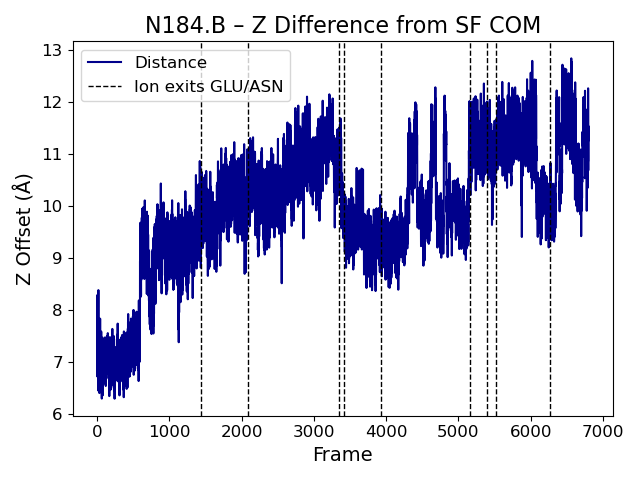 N184.B – Z Difference from SF COM
Distance
Ion exits GLU/ASN
Z Offset (Å)
13
12
11
10
9
8
7
6
0 1000 2000 3000 4000 5000 6000 7000
Frame